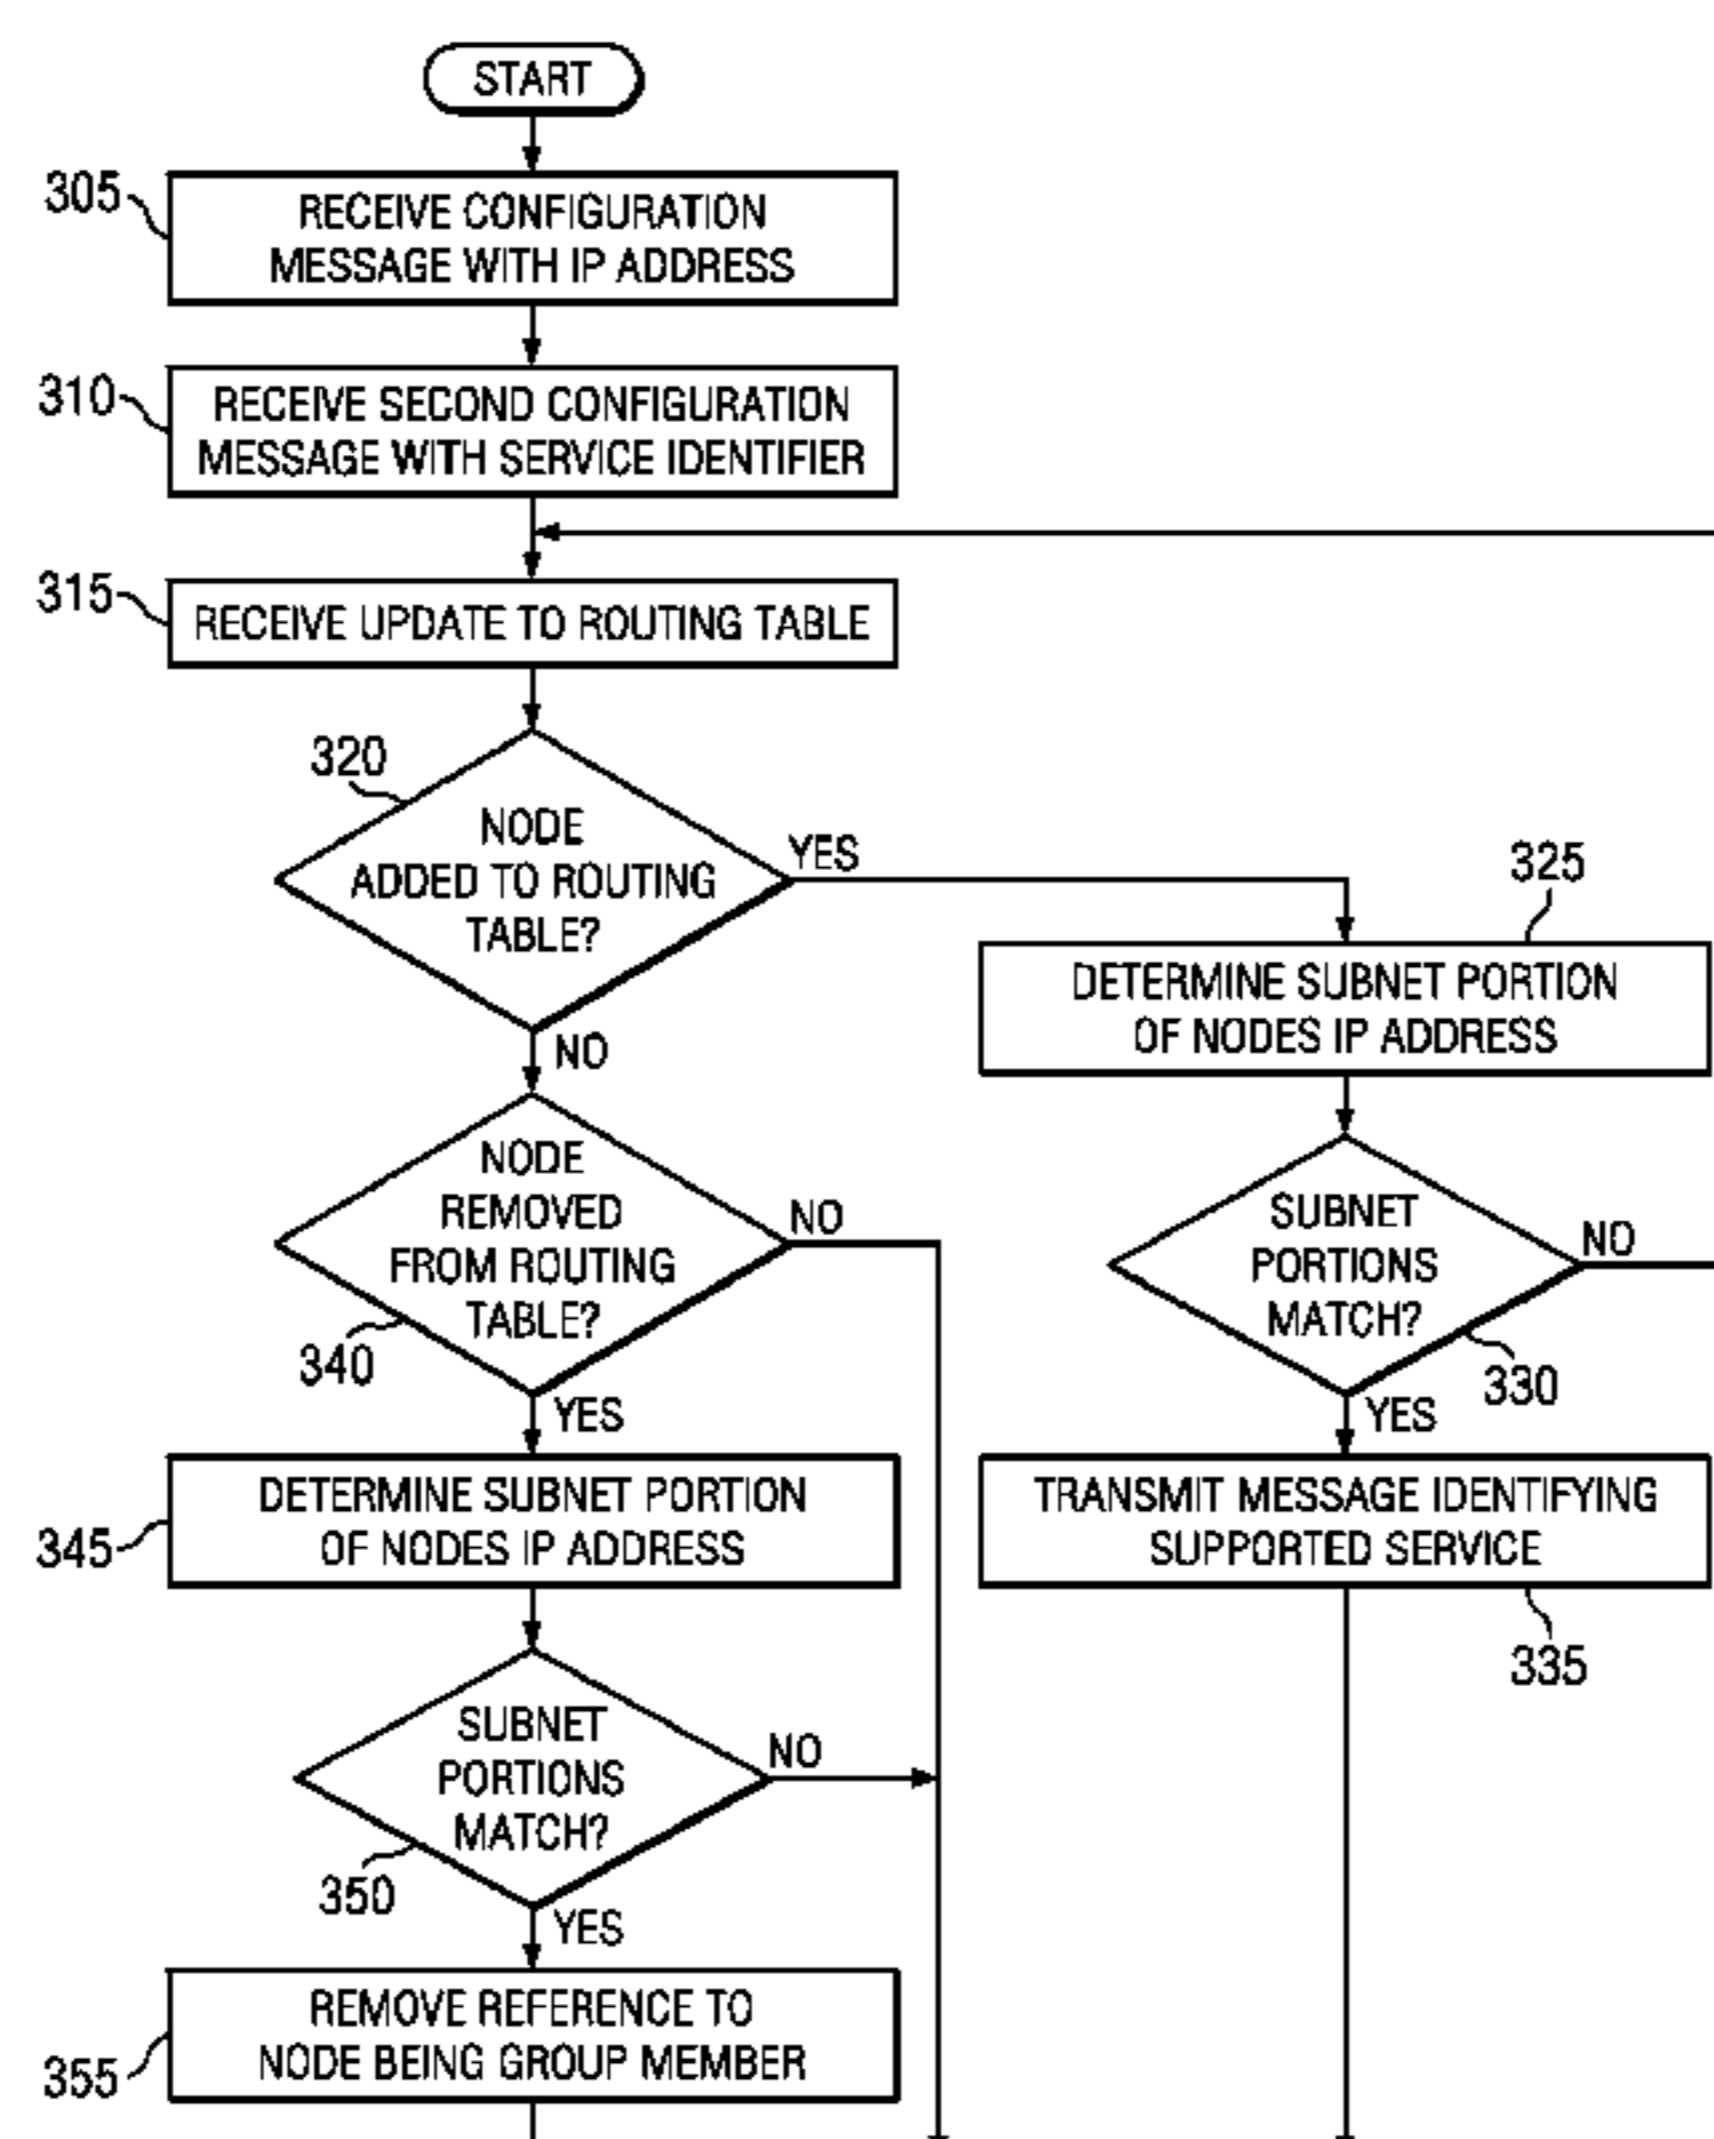 START
305
RECEIVE CONFIGURATION
MESSAGE WITH IP ADDRESS
310
RECEIVE SECOND CONFIGURATION
MESSAGE WITH SERVICE IDENTIFIER
315
RECEIVE UPDATE TO ROUTING TABLE
320
NODE
ADDED TO ROUTING
TABLE?
YES
NO
325
DETERMINE SUBNET PORTION
OF NODES IP ADDRESS
SUBNET
PORTIONS
MATCH?
NO
330
YES
TRANSMIT MESSAGE IDENTIFYING
SUPPORTED SERVICE
335
NODE
REMOVED
FROM ROUTING
TABLE?
NO
340
YES
345
DETERMINE SUBNET PORTION
OF NODES IP ADDRESS
SUBNET
PORTIONS
MATCH?
NO
350
YES
355
REMOVE REFERENCE TO
NODE BEING GROUP MEMBER